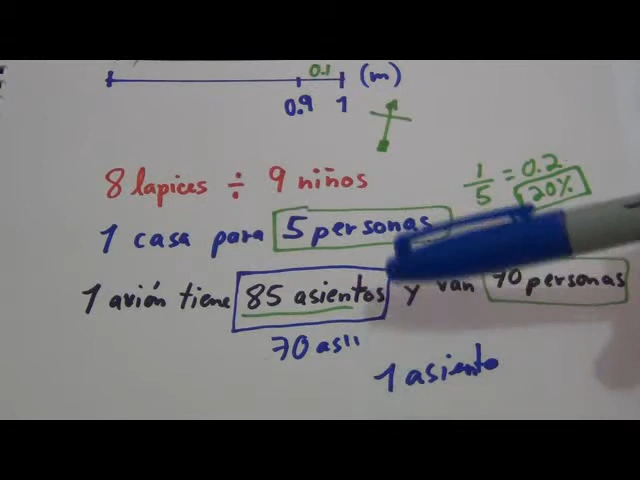 0.1 (m)
0.9 1
8 lapices ÷ 9 niños
1/5 = 0.2
20%
1 casa para 5 personas
1 avión tiene 85 asientos y van 70 personas
70 as
1 asiento